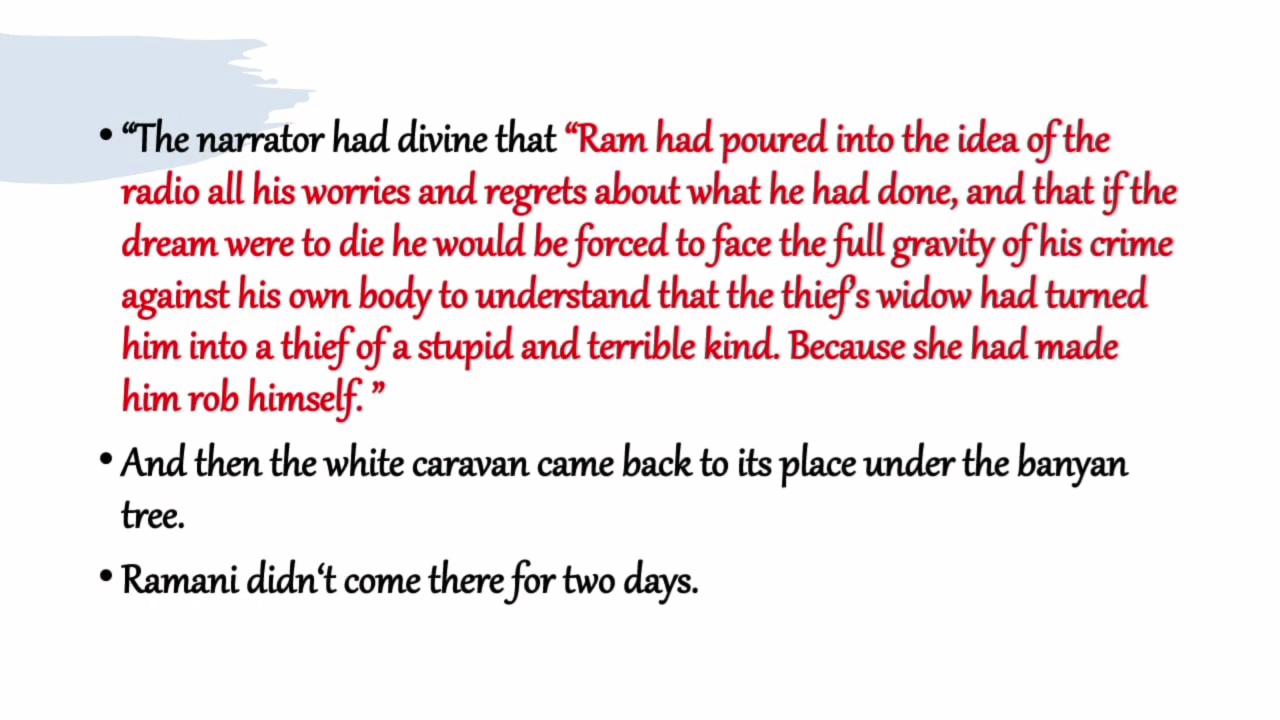 • “The narrator had divine that “Ram had poured into the idea of the
radio all his worries and regrets about what he had done, and that if the
dream were to die he would be forced to face the full gravity of his crime
against his own body to understand that the thief’s widow had turned
him into a thief of a stupid and terrible kind. Because she had made
him rob himself. ”
• And then the white caravan came back to its place under the banyan
tree.
• Ramani didn‘t come there for two days.